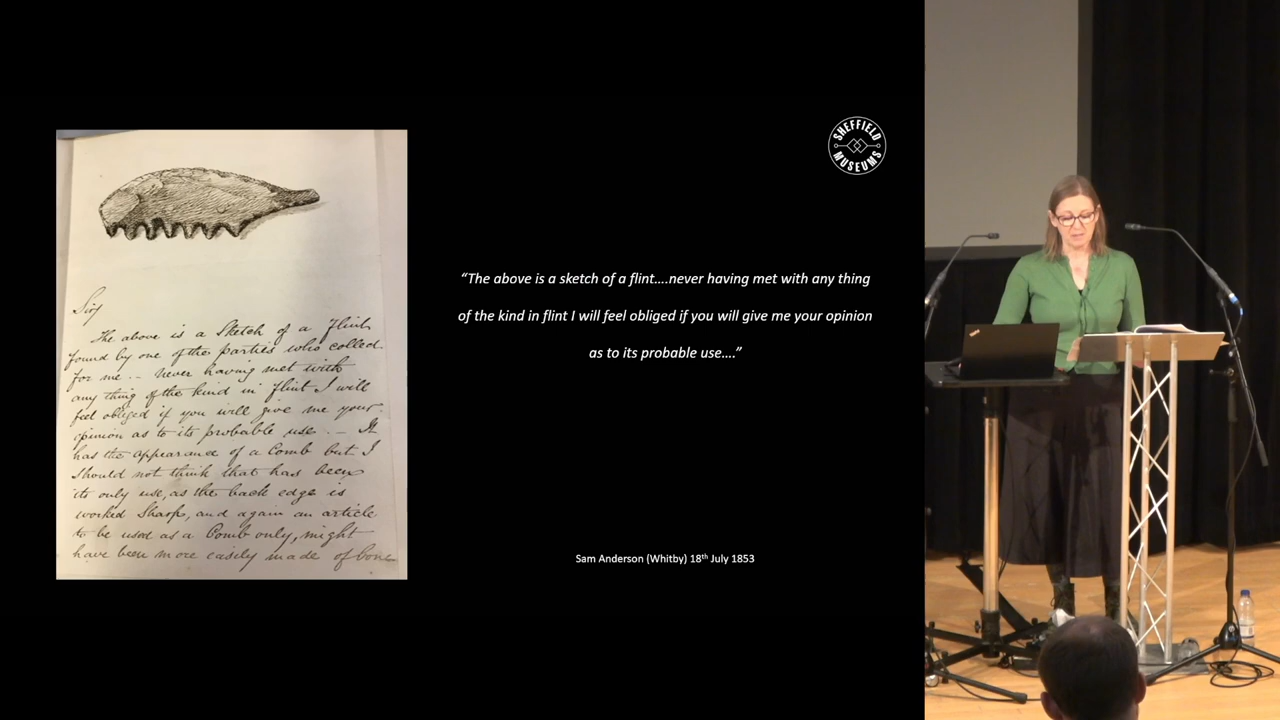 Sir,
The above is a Sketch of a Flint
found by one of the parties who collect
for me -- never having met with
any thing of the kind in Flint I will
feel obliged if you will give me your
opinion as to its probable use. -- It
has the appearance of a Comb but I
should not think that has been
its only use, as the back edge is
worked Sharp, and again an article
to be used as a Comb only, might
have been more easily made of bone
SHEFFIELD
MUSEUMS
“The above is a sketch of a flint….never having met with any thing
of the kind in flint I will feel obliged if you will give me your opinion
as to its probable use….”
Sam Anderson (Whitby) 18th July 1853